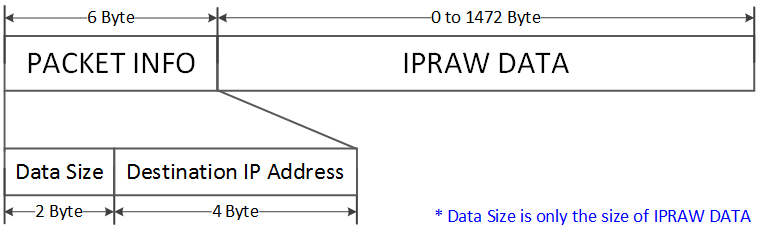 6 Byte 0 to 1472 Byte
PACKET INFO IPRAW DATA
Data Size Destination IP Address
2 Byte 4 Byte
* Data Size is only the size of IPRAW DATA